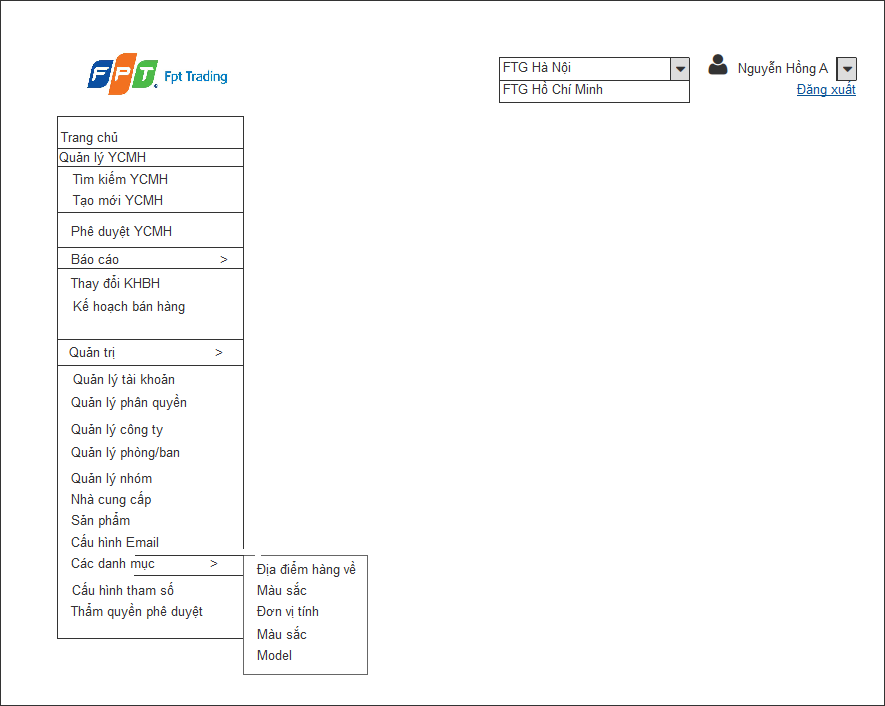 FPT Fpt Trading
FTG Hà Nội
FTG Hồ Chí Minh
Nguyễn Hồng A
Đăng xuất
Trang chủ
Quản lý YCMH
Tìm kiếm YCMH
Tạo mới YCMH
Phê duyệt YCMH
Báo cáo >
Thay đổi KHBH
Kế hoạch bán hàng
Quản trị >
Quản lý tài khoản
Quản lý phân quyền
Quản lý công ty
Quản lý phòng/ban
Quản lý nhóm
Nhà cung cấp
Sản phẩm
Cấu hình Email
Các danh mục >
Cấu hình tham số
Thẩm quyền phê duyệt
Địa điểm hàng về
Màu sắc
Đơn vị tính
Màu sắc
Model